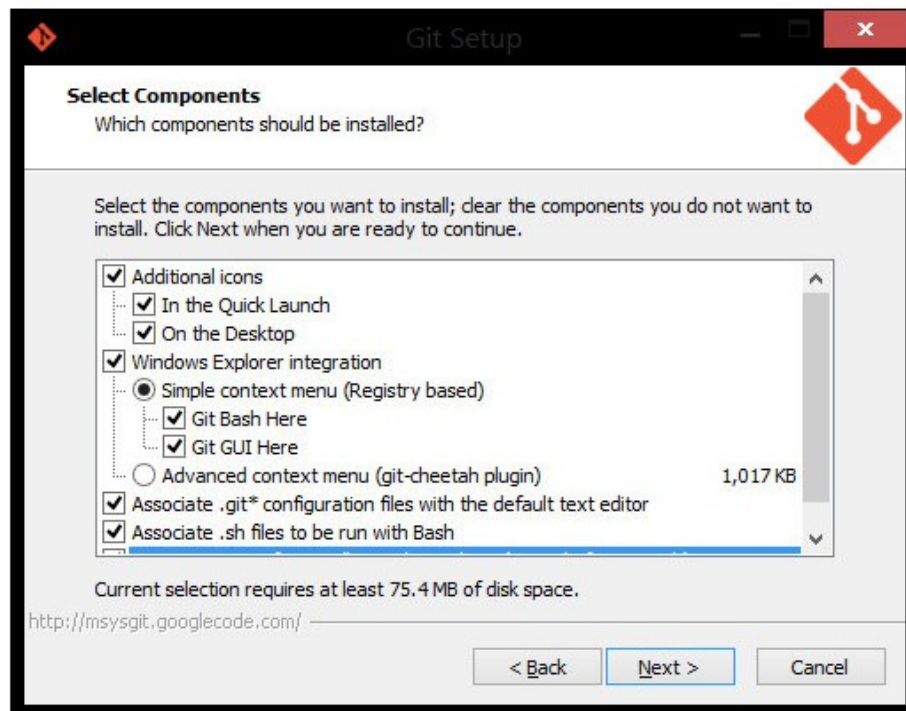 Git Setup
Select Components
Which components should be installed?
Select the components you want to install; clear the components you do not want to
install. Click Next when you are ready to continue.
Additional icons
In the Quick Launch
On the Desktop
Windows Explorer integration
Simple context menu (Registry based)
Git Bash Here
Git GUI Here
Advanced context menu (git-cheetah plugin) 1,017 KB
Associate .git* configuration files with the default text editor
Associate .sh files to be run with Bash
Current selection requires at least 75.4 MB of disk space.
http://msysgit.googlecode.com/
< Back Next > Cancel